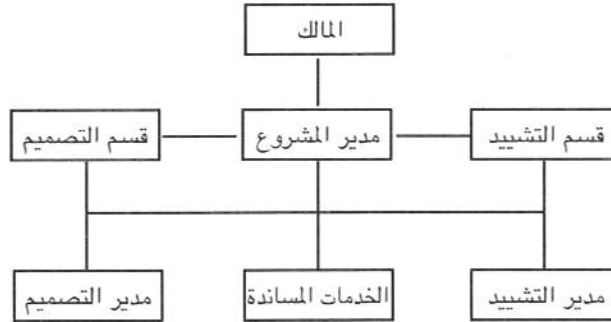 المالك
قسم التشييد
مدير المشروع
قسم التصميم
مدير التشييد
الخدمات المساندة
مدير التصميم